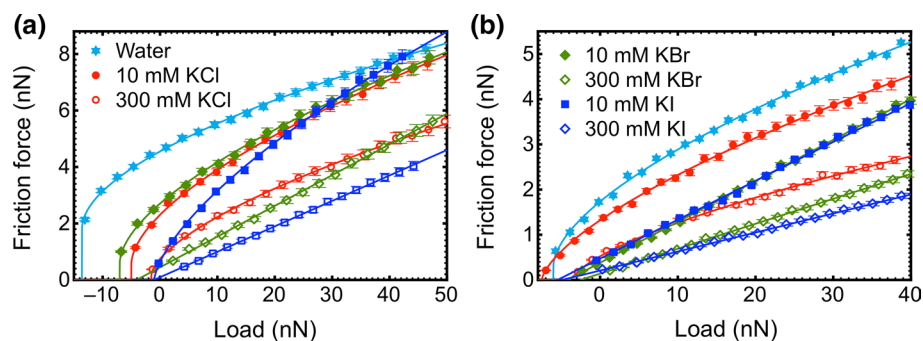 (a)
Friction force (nN)
8
6
4
2
0
Water
10 mM KCl
300 mM KCl
−10 0 10 20 30 40 50
Load (nN)
(b)
Friction force (nN)
5
4
3
2
1
0
10 mM KBr
300 mM KBr
10 mM KI
300 mM KI
0 10 20 30 40
Load (nN)